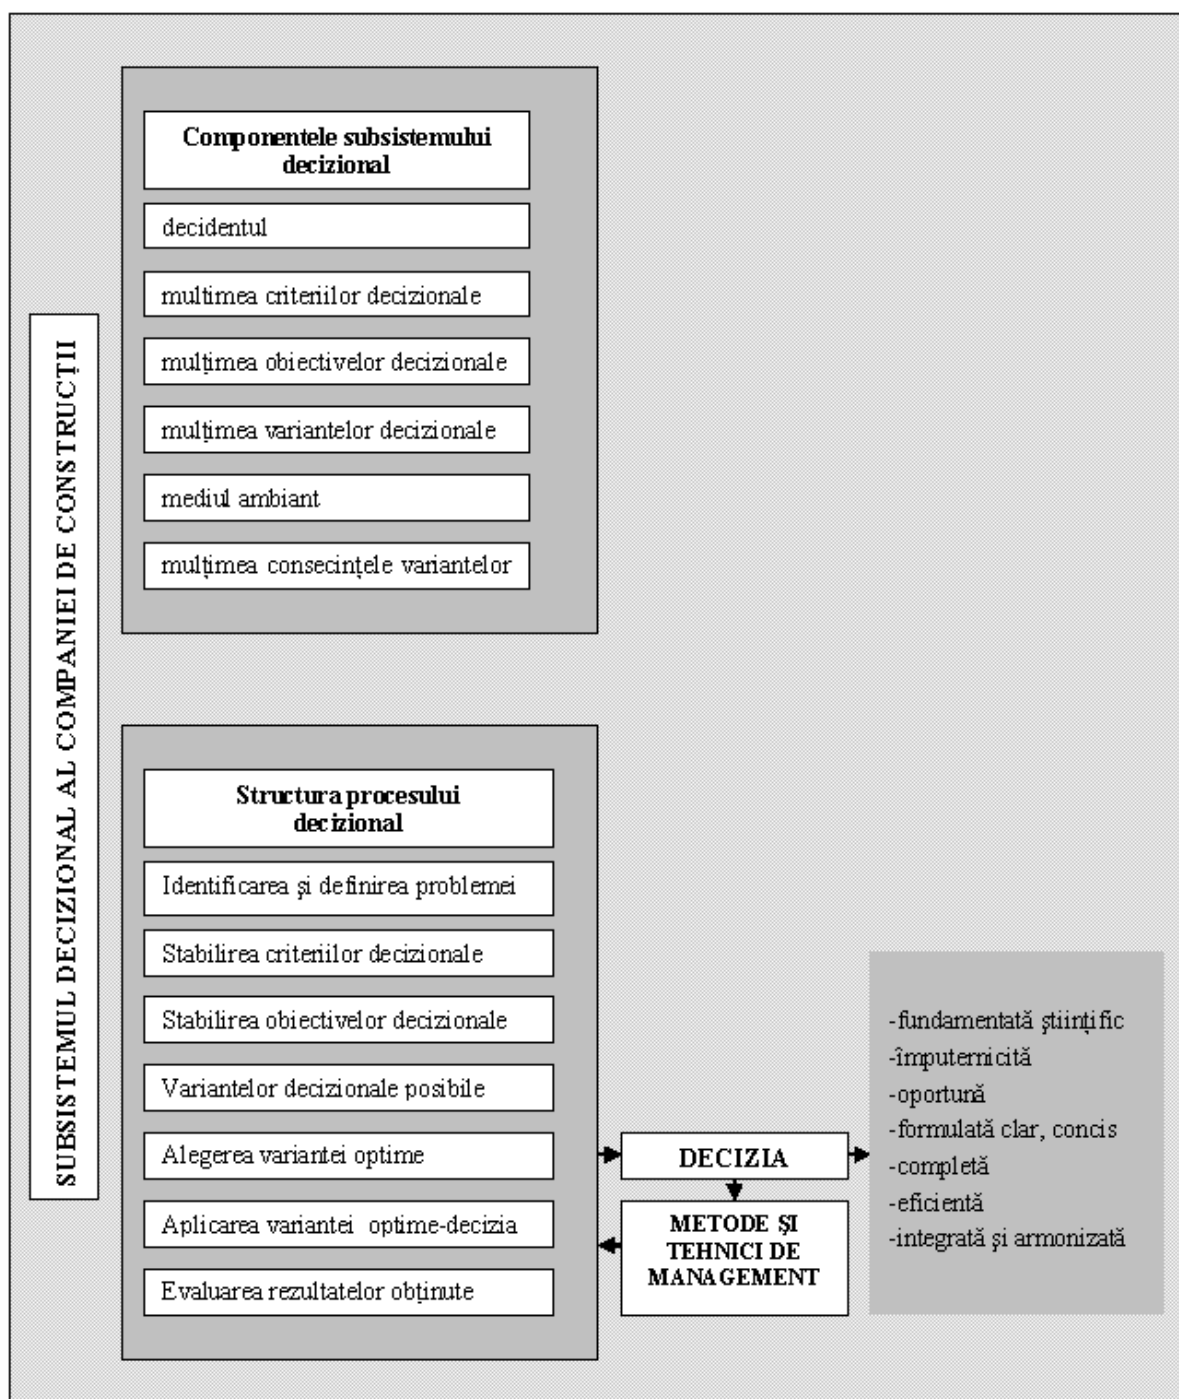 SUBSISTEMUL DECIZIONAL AL COMPANIEI DE CONSTRUCȚII
Componentele subsistemului
decizional
decidentul
multimea criteriilor decizionale
mulțimea obiectivelor decizionale
mulțimea variantelor decizionale
mediul ambiant
mulțimea consecințele variantelor
Structura procesului
decizional
Identificarea și definirea problemei
Stabilirea criteriilor decizionale
Stabilirea obiectivelor decizionale
Variantelor decizionale posibile
Alegerea variantei optime
Aplicarea variantei optime-decizia
Evaluarea rezultatelor obținute
DECIZIA
METODE ȘI
TEHNICI DE
MANAGEMENT
-fundamentată științific
-împuternicită
-oportună
-formulată clar, concis
-completă
-eficientă
-integrată și armonizată